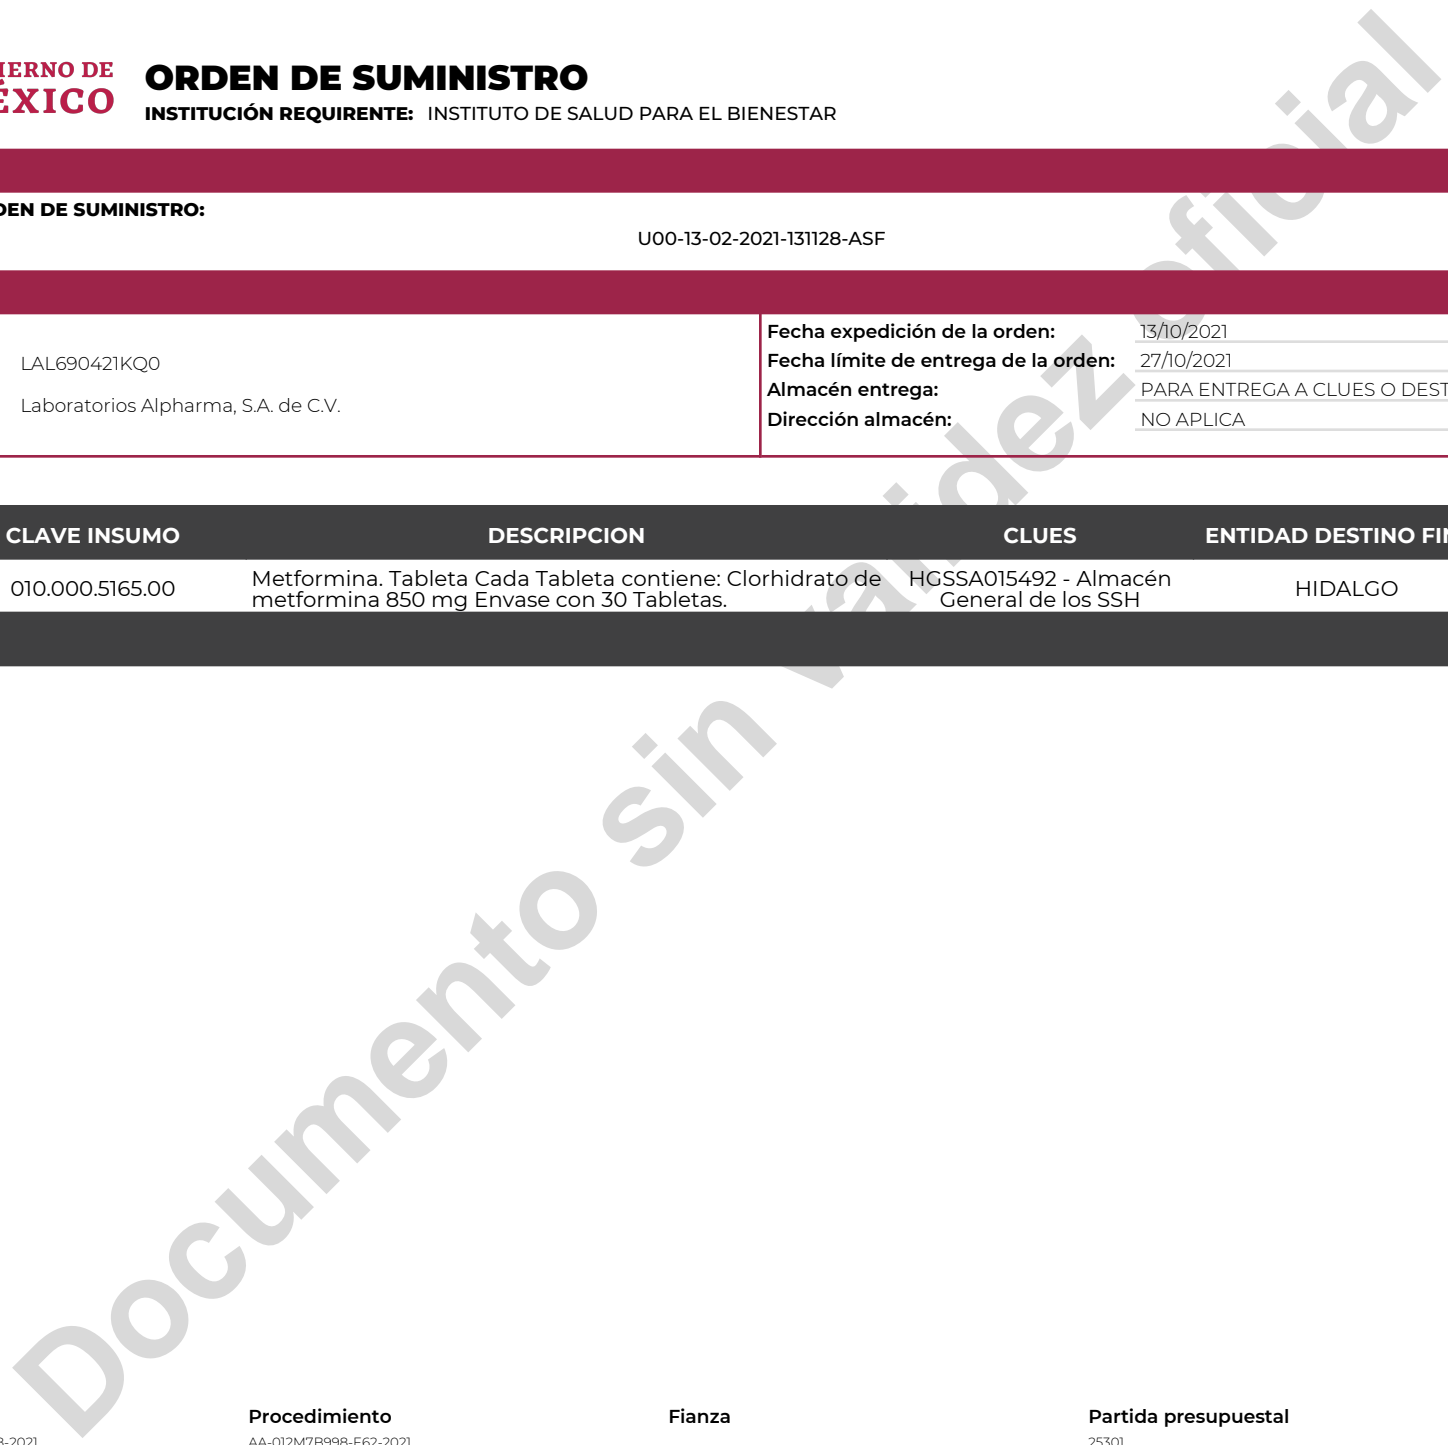 IERNO DE
ÉXICO
ORDEN DE SUMINISTRO
INSTITUCIÓN REQUIRENTE: INSTITUTO DE SALUD PARA EL BIENESTAR
DEN DE SUMINISTRO:
U00-13-02-2021-131128-ASF
LAL690421KQ0
Laboratorios Alpharma, S.A. de C.V.
Fecha expedición de la orden: 13/10/2021
Fecha límite de entrega de la orden: 27/10/2021
Almacén entrega: PARA ENTREGA A CLUES O DEST
Dirección almacén: NO APLICA
CLAVE INSUMO DESCRIPCION CLUES ENTIDAD DESTINO FIN
010.000.5165.00 Metformina. Tableta Cada Tableta contiene: Clorhidrato de metformina 850 mg Envase con 30 Tabletas. HGSSA015492 - Almacén General de los SSH HIDALGO
Documento sin validez oficial
Procedimiento Fianza Partida presupuestal
-2021 AA-012M7B998-E62-2021 25301